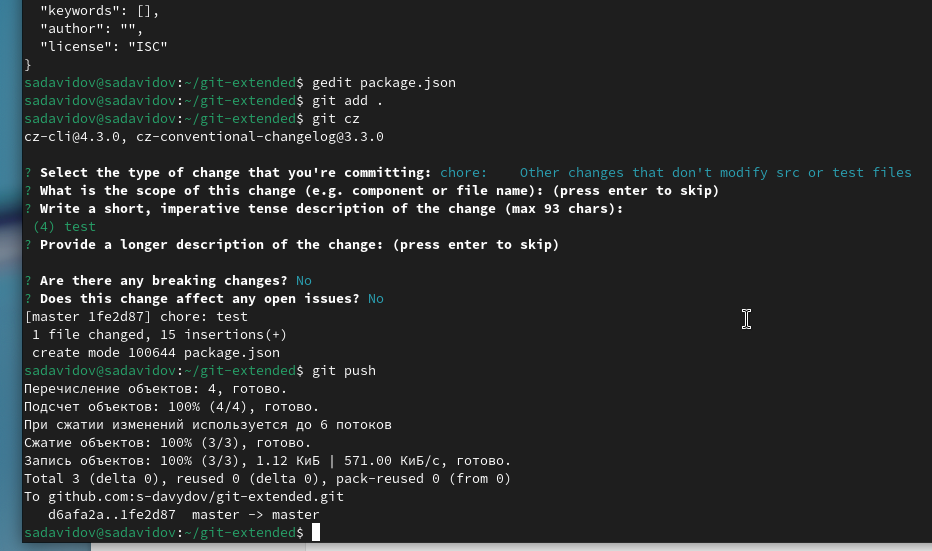 "keywords": [],
"author": "",
"license": "ISC"
}
sadavidov@sadavidov:~/git-extended$ gedit package.json
sadavidov@sadavidov:~/git-extended$ git add .
sadavidov@sadavidov:~/git-extended$ git cz
cz-cli@4.3.0, cz-conventional-changelog@3.3.0
? Select the type of change that you're committing: chore:    Other changes that don't modify src or test files
? What is the scope of this change (e.g. component or file name): (press enter to skip)
? Write a short, imperative tense description of the change (max 93 chars):
(4) test
? Provide a longer description of the change: (press enter to skip)
? Are there any breaking changes? No
? Does this change affect any open issues? No
[master 1fe2d87] chore: test
1 file changed, 15 insertions(+)
create mode 100644 package.json
sadavidov@sadavidov:~/git-extended$ git push
Перечисление объектов: 4, готово.
Подсчет объектов: 100% (4/4), готово.
При сжатии изменений используется до 6 потоков
Сжатие объектов: 100% (3/3), готово.
Запись объектов: 100% (3/3), 1.12 КиБ | 571.00 КиБ/с, готово.
Total 3 (delta 0), reused 0 (delta 0), pack-reused 0 (from 0)
To github.com:s-davydov/git-extended.git
d6afa2a..1fe2d87  master -> master
sadavidov@sadavidov:~/git-extended$